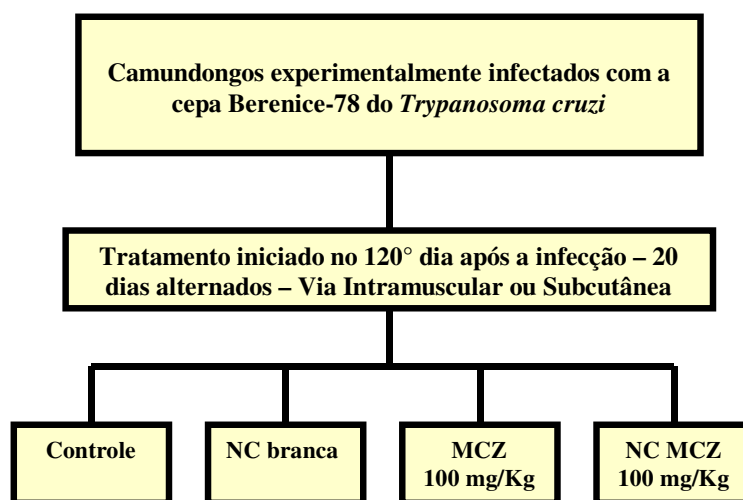 Camundongos experimentalmente infectados com a
cepa Berenice-78 do Trypanosoma cruzi
Tratamento iniciado no 120° dia após a infecção – 20
dias alternados – Via Intramuscular ou Subcutânea
Controle
NC branca
MCZ
100 mg/Kg
NC MCZ
100 mg/Kg